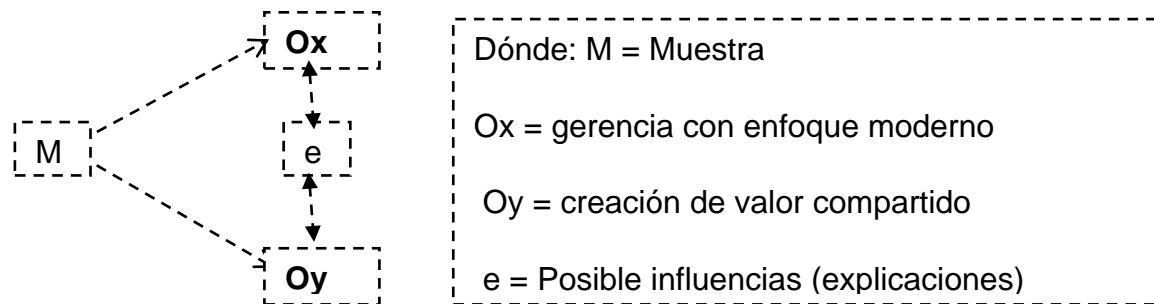 Ox
M
e
Oy
Dónde: M = Muestra
Ox = gerencia con enfoque moderno
Oy = creación de valor compartido
e = Posible influencias (explicaciones)